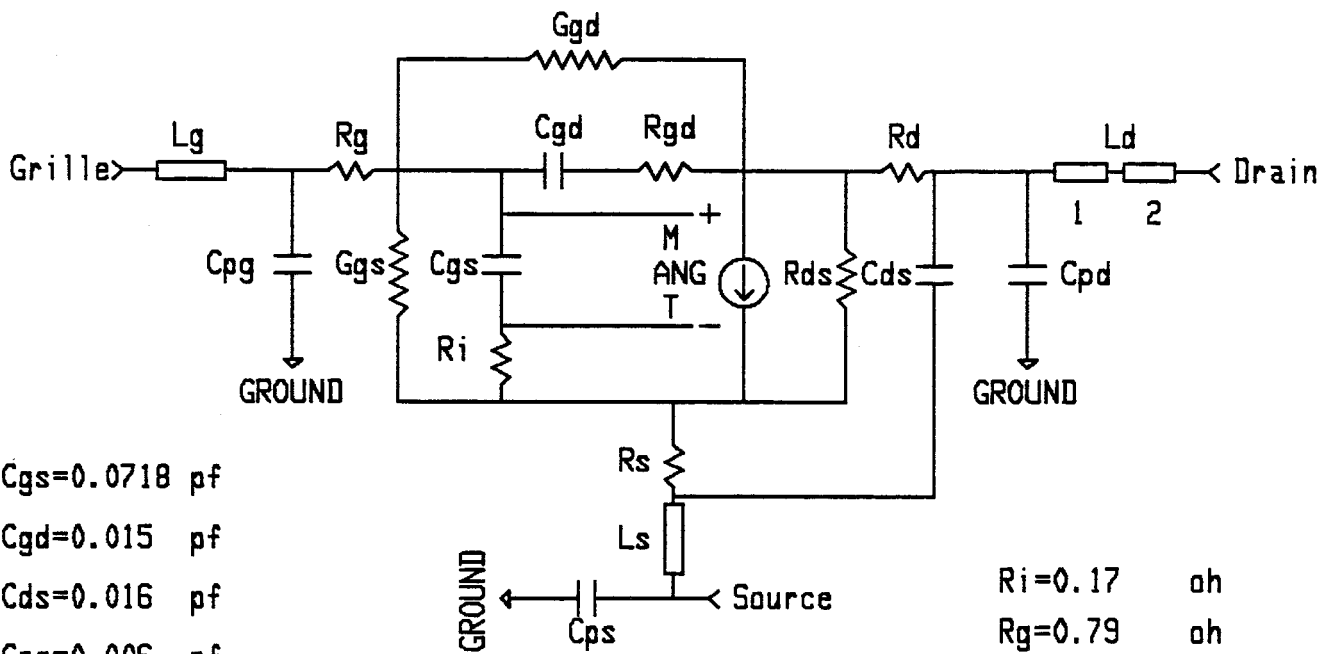 Ggd
Lg
Rg
Cgd
Rgd
Rd
Ld
Grille
Drain
1 2
+
M
Cpg
Ggs
Cgs
ANG
Rds
Cds
Cpd
T
-
Ri
GROUND
GROUND
Rs
Cgs=0.0718 pf
Cgd=0.015 pf
Ls
Cds=0.016 pf
GROUND
Source
Cps
Ri=0.17 oh
Rg=0.79 oh